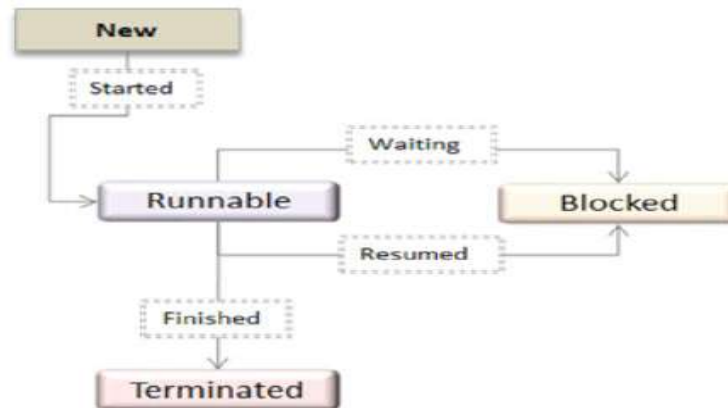 New
Started
Waiting
Runnable
Blocked
Resumed
Finished
Terminated